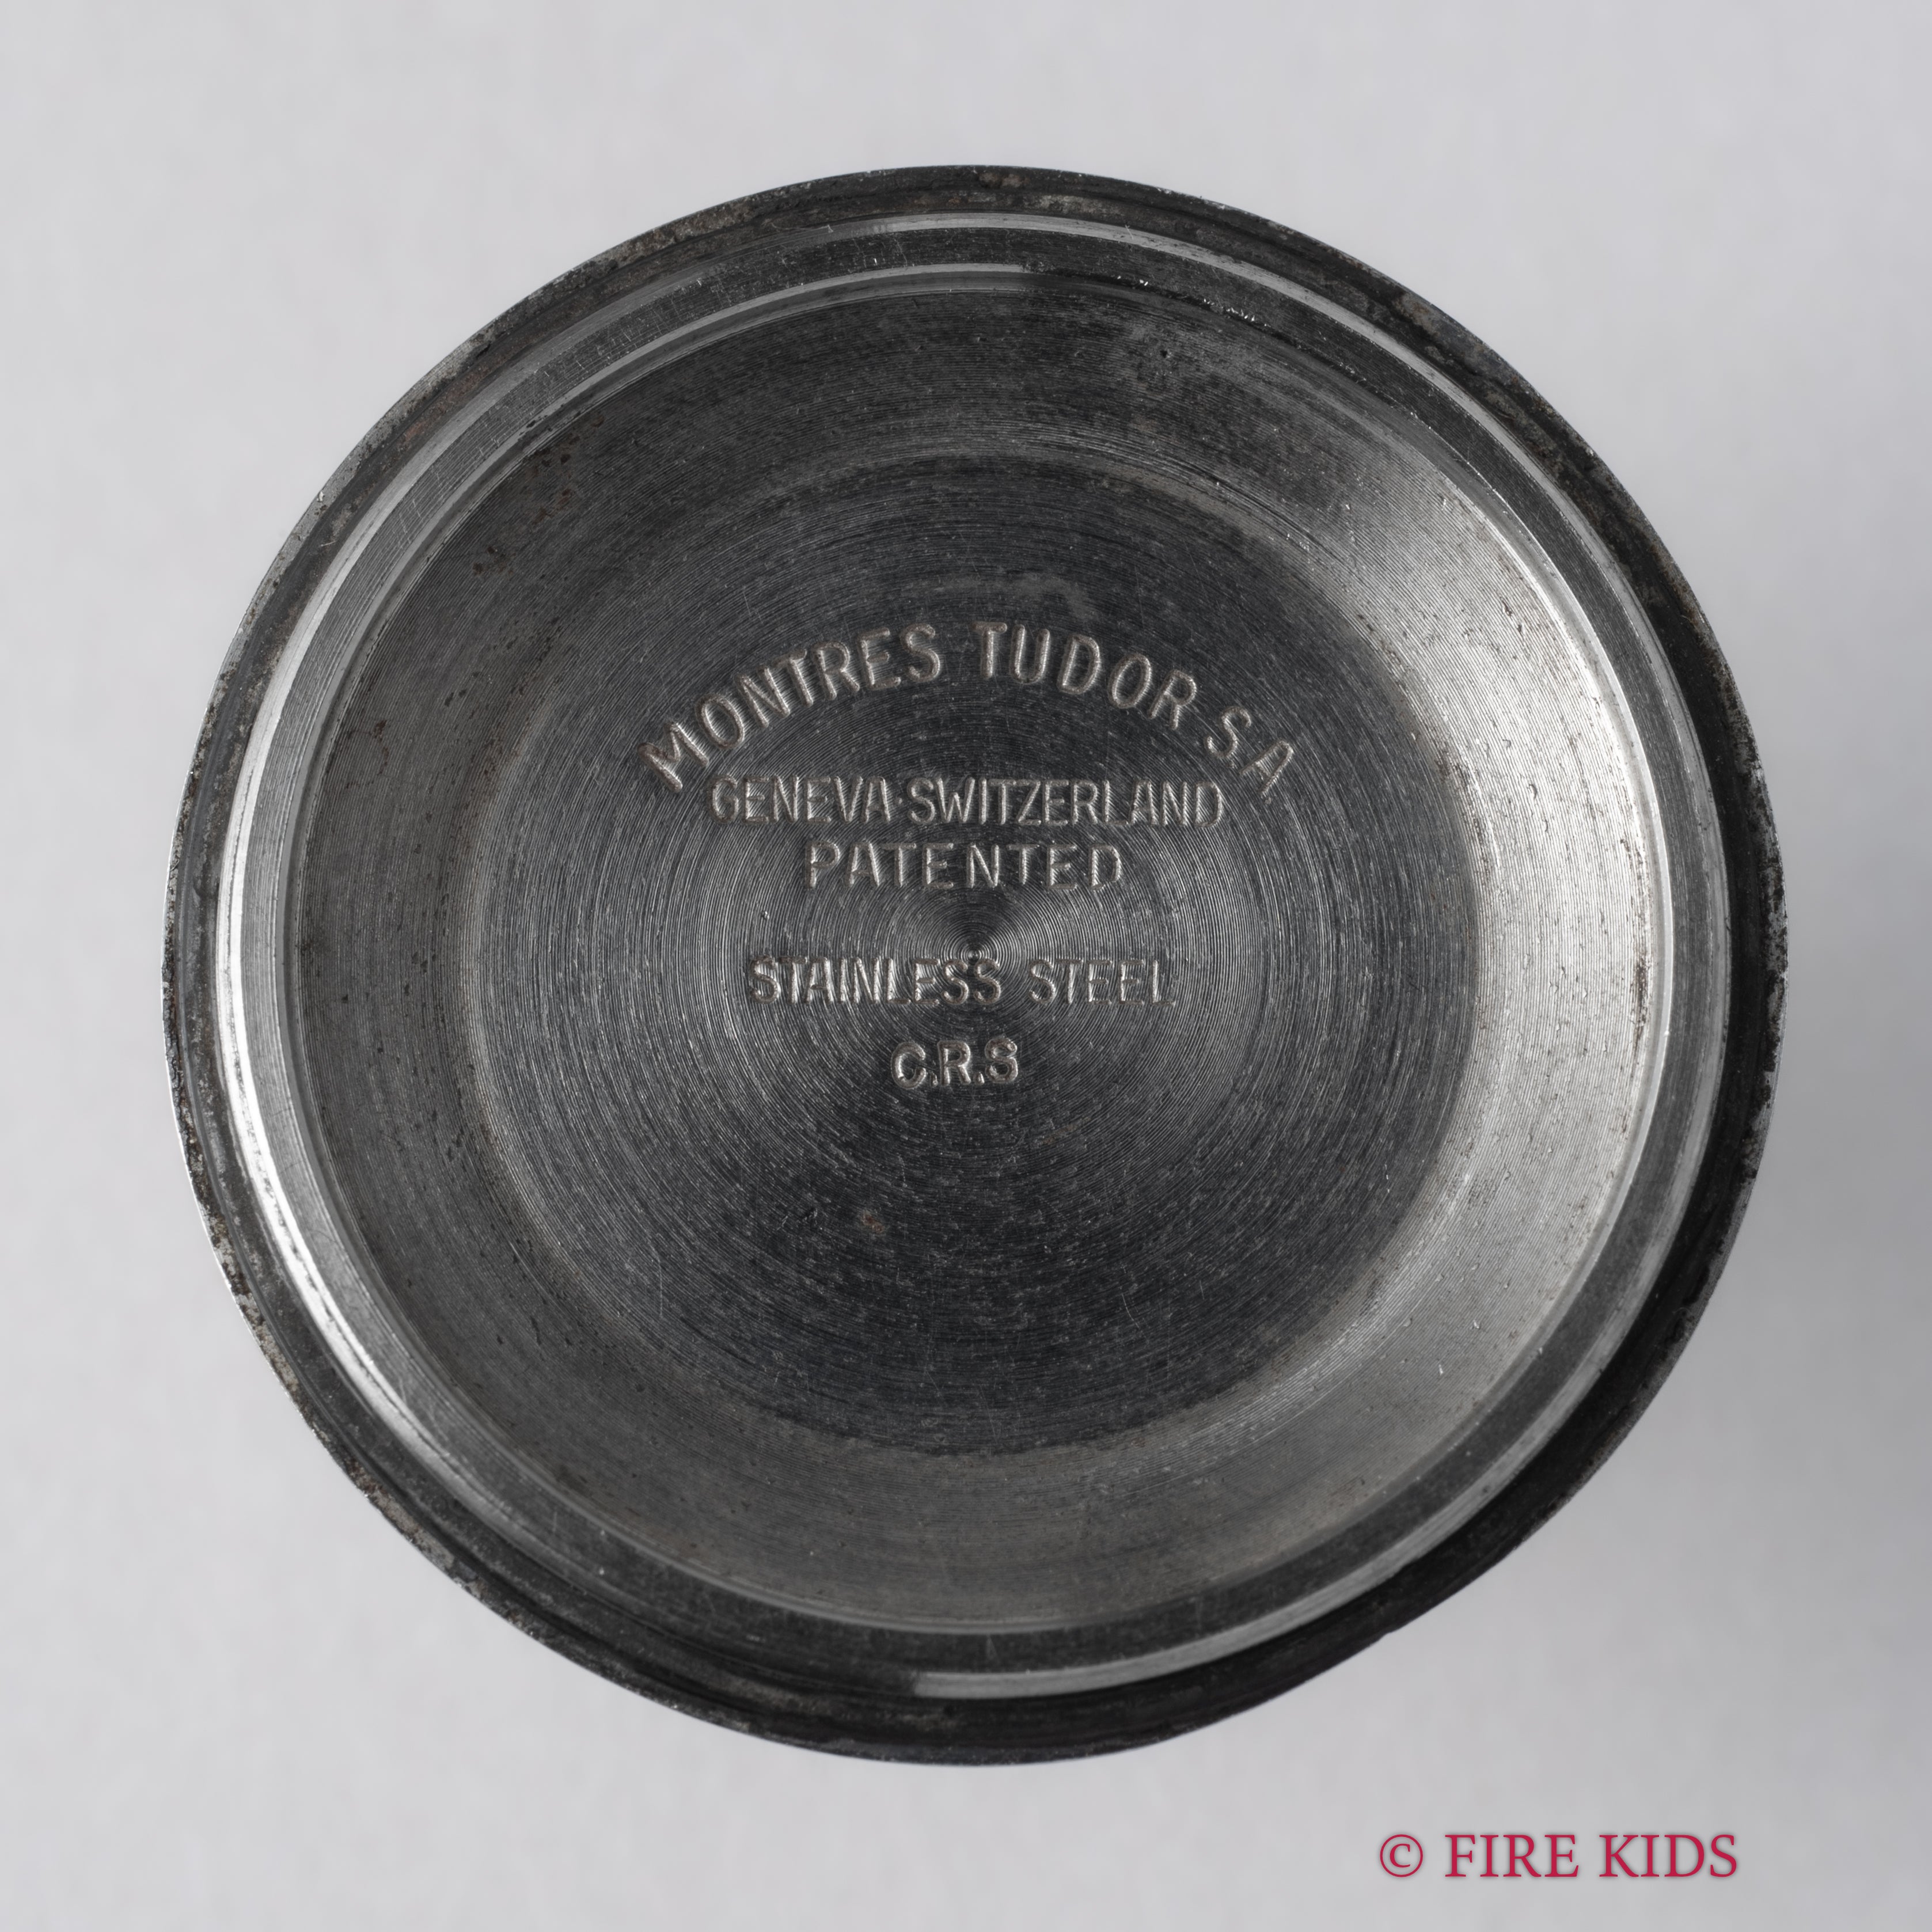 MONTRES TUDOR S.A
GENEVA·SWITZERLAND
PATENTED
STAINLESS STEEL
C.R.S
© FIRE KIDS